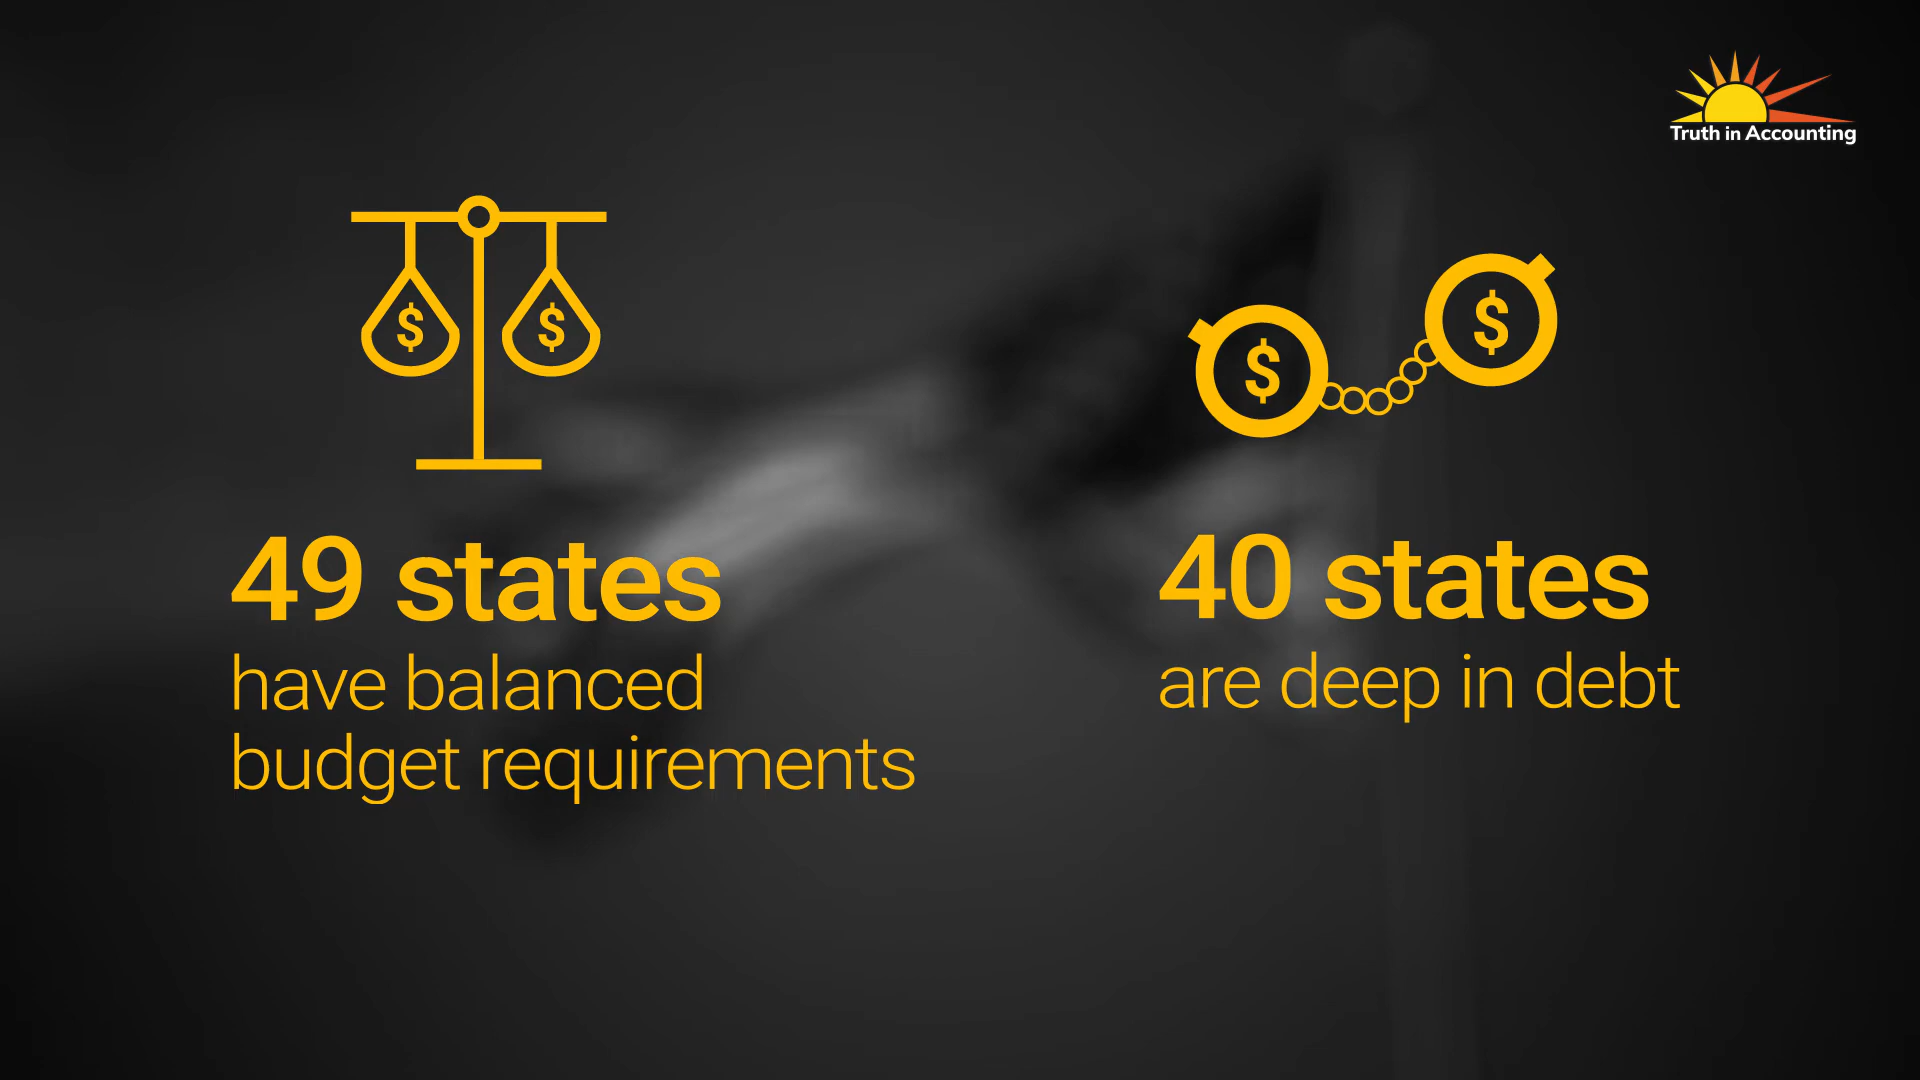 Truth in Accounting
$ $
$ $
49 states
have balanced
budget requirements
40 states
are deep in debt